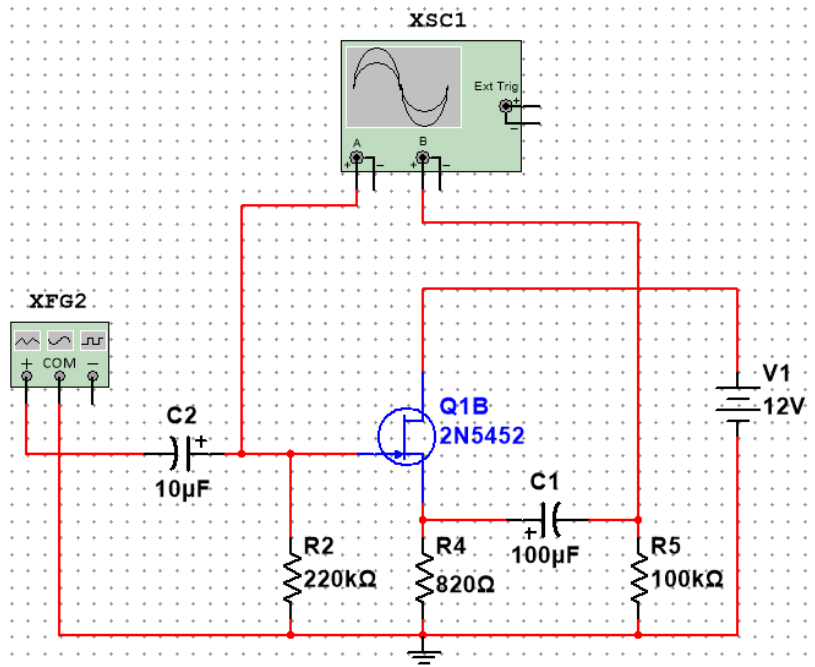 XSC1
Ext Trig
+
−
A
B
+ − + −
XFG2
+ COM −
C2
+
10µF
Q1B
2N5452
V1
12V
C1
+
100µF
R2
220kΩ
R4
820Ω
R5
100kΩ